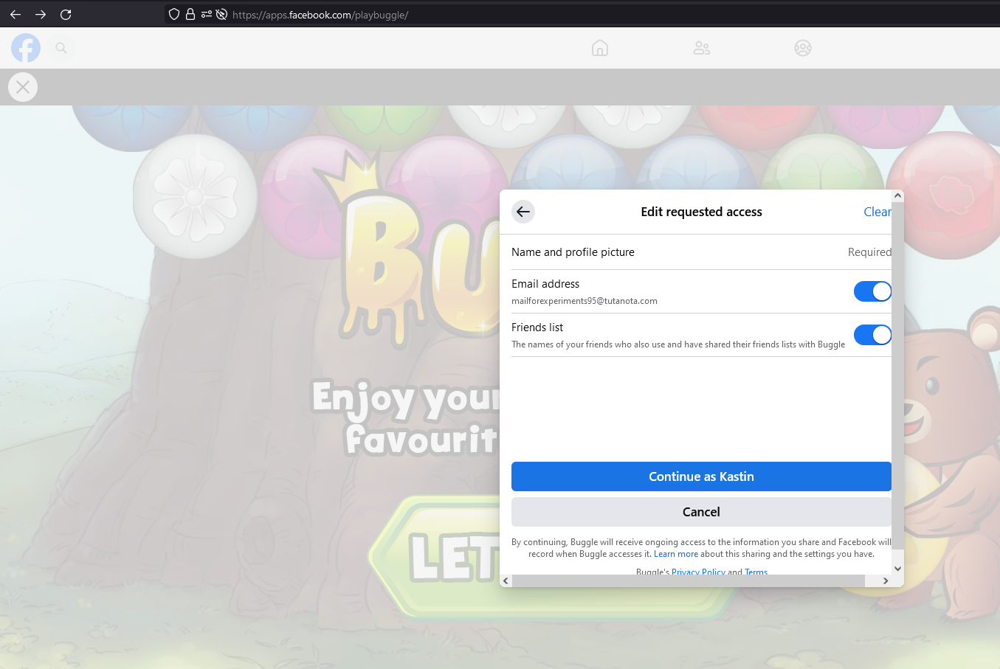 https://apps.facebook.com/playbuggle/
Edit requested access
Clear
Name and profile picture
Required
Email address
mailforexperiments95@tutanota.com
Friends list
The names of your friends who also use and have shared their friends lists with Buggle
Enjoy your
favourit
Continue as Kastin
Cancel
LET
By continuing, Buggle will receive ongoing access to the information you share and Facebook will
record when Buggle accesses it. Learn more about this sharing and the settings you have.
Buggle's Privacy Policy and Terms